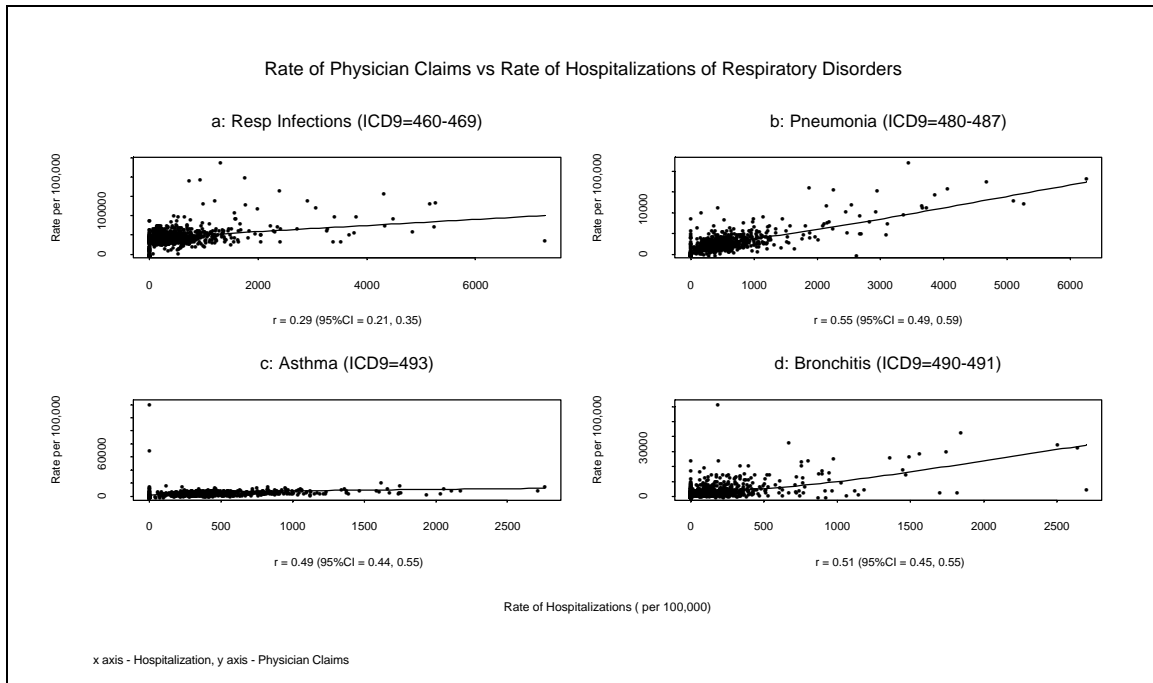 Rate of Physician Claims vs Rate of Hospitalizations of Respiratory Disorders
a: Resp Infections (ICD9=460-469)
Rate per 100,000
0 100000
0 2000 4000 6000
r = 0.29 (95%CI = 0.21, 0.35)
b: Pneumonia (ICD9=480-487)
Rate per 100,000
0 10000
0 1000 2000 3000 4000 5000 6000
r = 0.55 (95%CI = 0.49, 0.59)
c: Asthma (ICD9=493)
Rate per 100,000
0 60000
0 500 1000 1500 2000 2500
r = 0.49 (95%CI = 0.44, 0.55)
d: Bronchitis (ICD9=490-491)
Rate per 100,000
0 30000
0 500 1000 1500 2000 2500
r = 0.51 (95%CI = 0.45, 0.55)
Rate of Hospitalizations ( per 100,000)
x axis - Hospitalization, y axis - Physician Claims